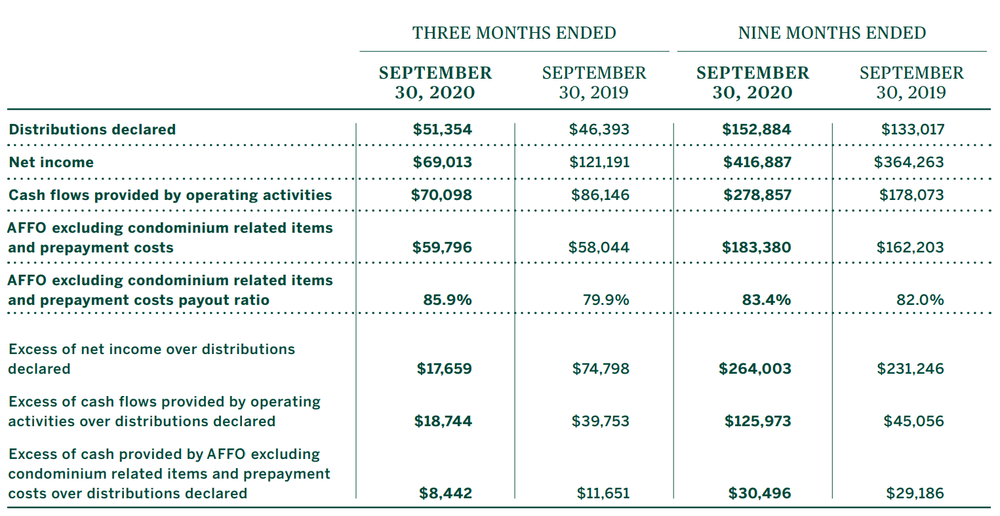 THREE MONTHS ENDED NINE MONTHS ENDED
SEPTEMBER SEPTEMBER SEPTEMBER SEPTEMBER
30, 2020 30, 2019 30, 2020 30, 2019
Distributions declared $51,354 $46,393 $152,884 $133,017
Net income $69,013 $121,191 $416,887 $364,263
Cash flows provided by operating activities $70,098 $86,146 $278,857 $178,073
AFFO excluding condominium related items
and prepayment costs $59,796 $58,044 $183,380 $162,203
AFFO excluding condominium related items
and prepayment costs payout ratio 85.9% 79.9% 83.4% 82.0%
Excess of net income over distributions
declared $17,659 $74,798 $264,003 $231,246
Excess of cash flows provided by operating
activities over distributions declared $18,744 $39,753 $125,973 $45,056
Excess of cash provided by AFFO excluding
condominium related items and prepayment
costs over distributions declared $8,442 $11,651 $30,496 $29,186